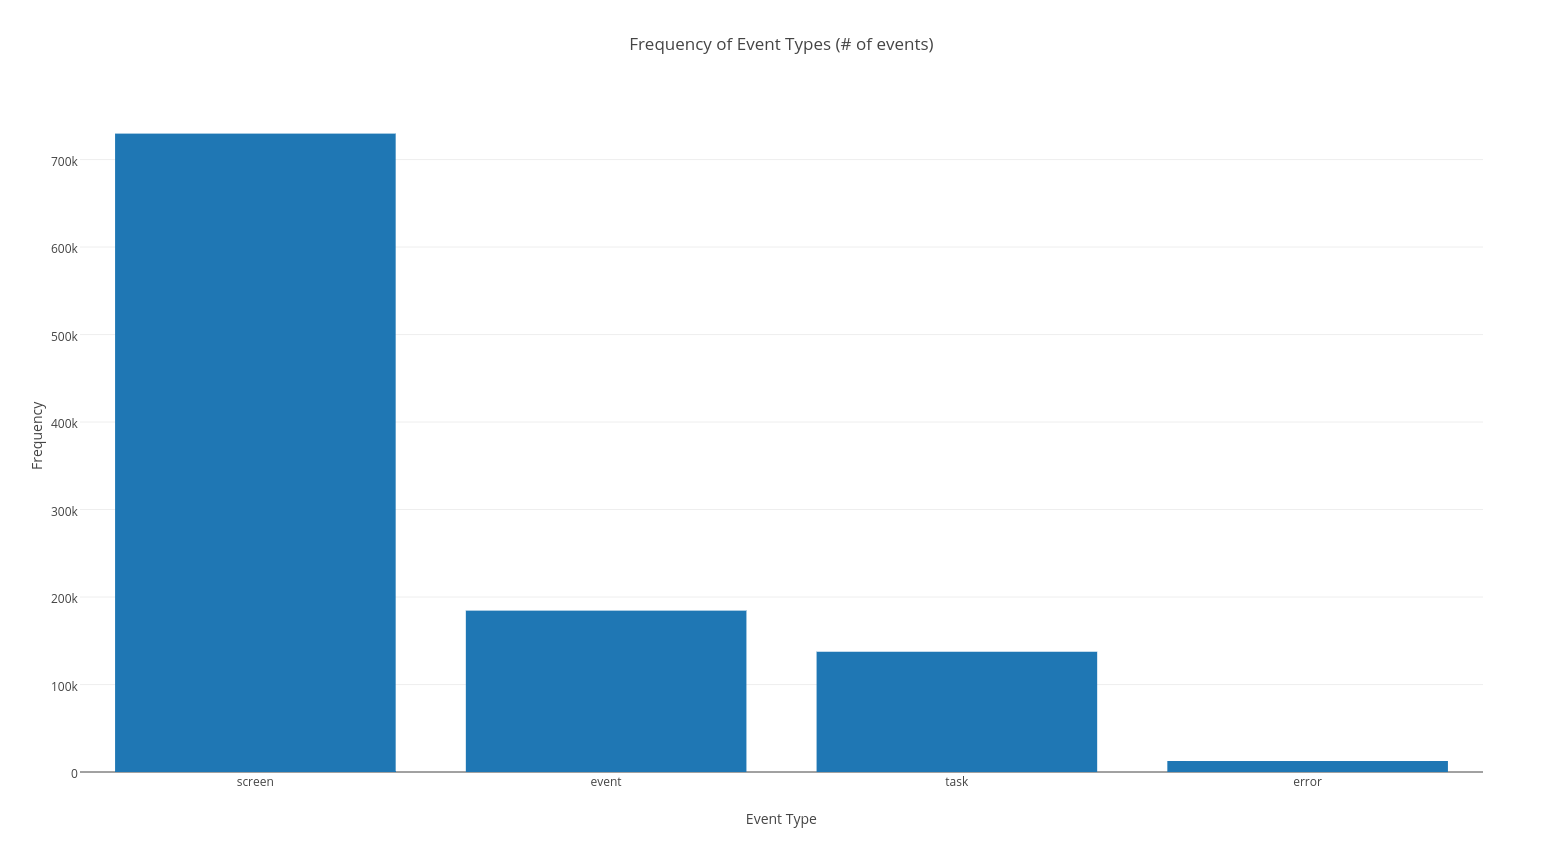 Frequency of Event Types (# of events)
700k
600k
500k
400k
300k
200k
100k
0
Frequency
screen
event
task
error
Event Type